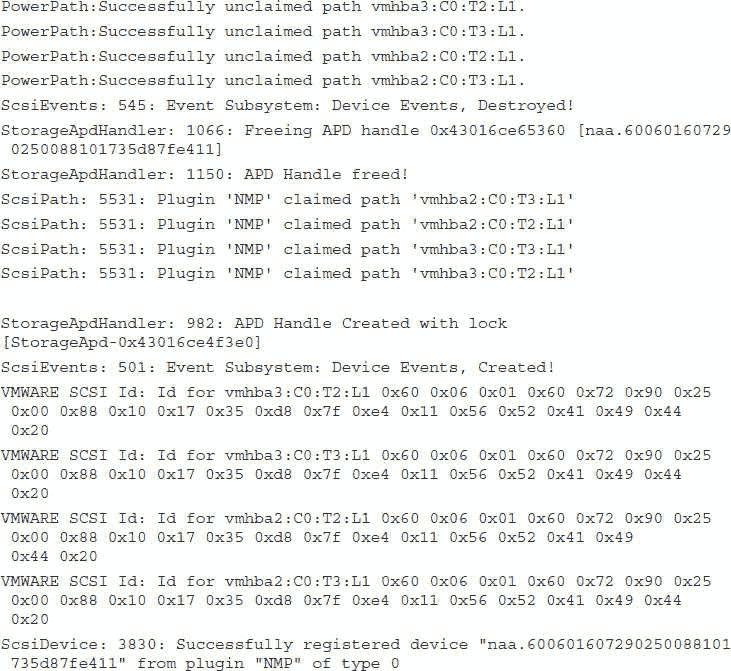 PowerPath:Successfully unclaimed path vmhba3:C0:T2:L1.
PowerPath:Successfully unclaimed path vmhba3:C0:T3:L1.
PowerPath:Successfully unclaimed path vmhba2:C0:T2:L1.
PowerPath:Successfully unclaimed path vmhba2:C0:T3:L1.
ScsiEvents: 545: Event Subsystem: Device Events, Destroyed!
StorageApdHandler: 1066: Freeing APD handle 0x43016ce65360 [naa.60060160729
0250088101735d87fe411]
StorageApdHandler: 1150: APD Handle freed!
ScsiPath: 5531: Plugin 'NMP' claimed path 'vmhba2:C0:T3:L1'
ScsiPath: 5531: Plugin 'NMP' claimed path 'vmhba2:C0:T2:L1'
ScsiPath: 5531: Plugin 'NMP' claimed path 'vmhba3:C0:T3:L1'
ScsiPath: 5531: Plugin 'NMP' claimed path 'vmhba3:C0:T2:L1'
StorageApdHandler: 982: APD Handle Created with lock
[StorageApd-0x43016ce4f3e0]
ScsiEvents: 501: Event Subsystem: Device Events, Created!
VMWARE SCSI Id: Id for vmhba3:C0:T2:L1 0x60 0x06 0x01 0x60 0x72 0x90 0x25
0x00 0x88 0x10 0x17 0x35 0xd8 0x7f 0xe4 0x11 0x56 0x52 0x41 0x49 0x44
0x20
VMWARE SCSI Id: Id for vmhba3:C0:T3:L1 0x60 0x06 0x01 0x60 0x72 0x90 0x25
0x00 0x88 0x10 0x17 0x35 0xd8 0x7f 0xe4 0x11 0x56 0x52 0x41 0x49 0x44
0x20
VMWARE SCSI Id: Id for vmhba2:C0:T2:L1 0x60 0x06 0x01 0x60 0x72 0x90 0x25
0x00 0x88 0x10 0x17 0x35 0xd8 0x7f 0xe4 0x11 0x56 0x52 0x41 0x49
0x44 0x20
VMWARE SCSI Id: Id for vmhba2:C0:T3:L1 0x60 0x06 0x01 0x60 0x72 0x90 0x25
0x00 0x88 0x10 0x17 0x35 0xd8 0x7f 0xe4 0x11 0x56 0x52 0x41 0x49 0x44
0x20
ScsiDevice: 3830: Successfully registered device "naa.600601607290250088101
735d87fe411" from plugin "NMP" of type 0